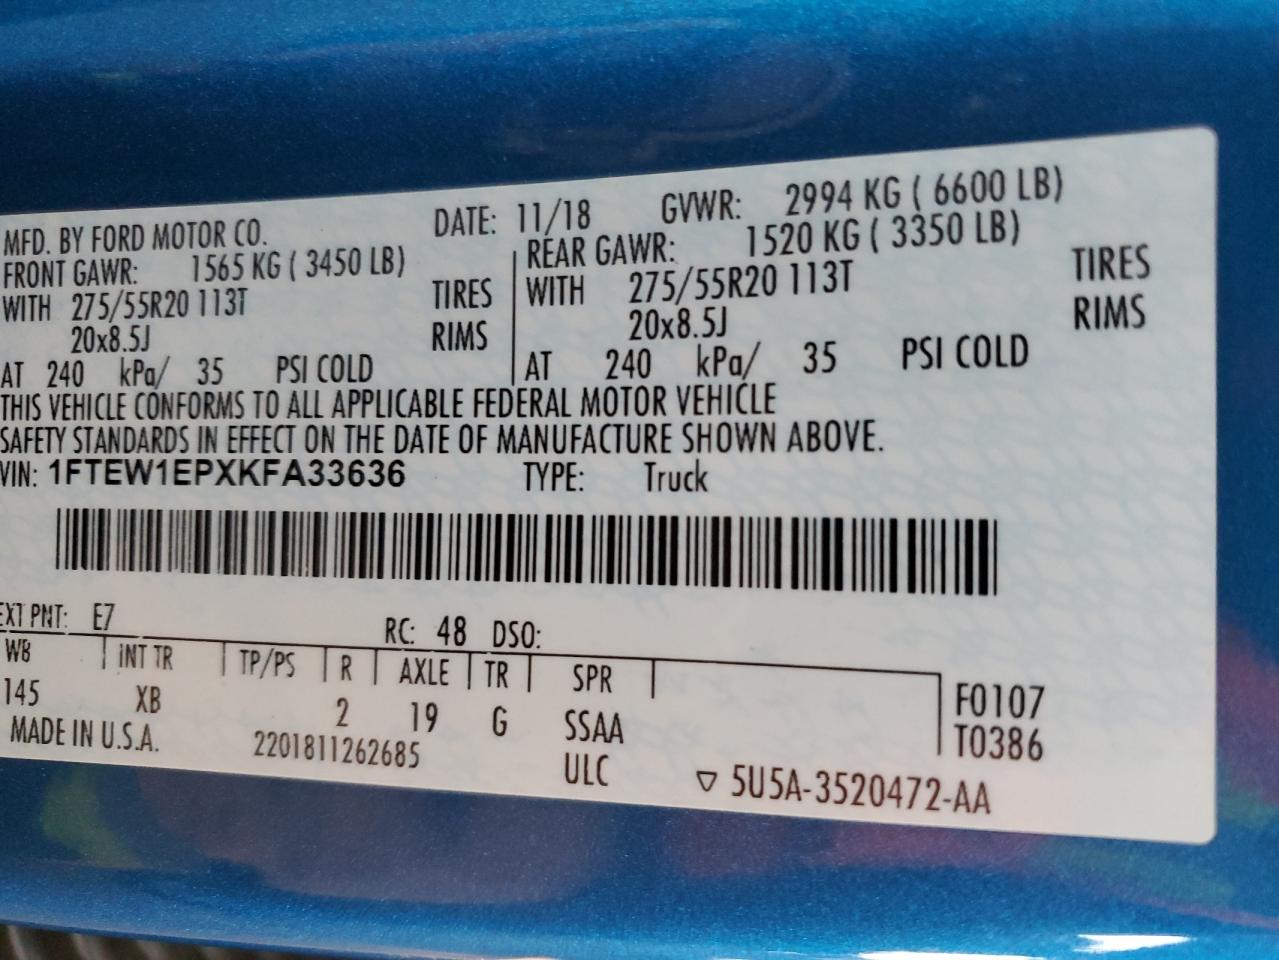 MFD. BY FORD MOTOR CO. DATE: 11/18 GVWR: 2994 KG ( 6600 LB)
FRONT GAWR: 1565 KG ( 3450 LB) REAR GAWR: 1520 KG ( 3350 LB)
WITH 275/55R20 113T TIRES WITH 275/55R20 113T TIRES
20x8.5J RIMS 20x8.5J RIMS
AT 240 kPa/ 35 PSI COLD AT 240 kPa/ 35 PSI COLD
THIS VEHICLE CONFORMS TO ALL APPLICABLE FEDERAL MOTOR VEHICLE
SAFETY STANDARDS IN EFFECT ON THE DATE OF MANUFACTURE SHOWN ABOVE.
VIN: 1FTEW1EPXKFA33636 TYPE: Truck
EXT PNT: E7 RC: 48 DSO:
WB INT TR TP/PS R AXLE TR SPR
145 XB 2 19 G SSAA F0107
MADE IN U.S.A. 2201811262685 ULC T0386
▽ 5U5A-3520472-AA